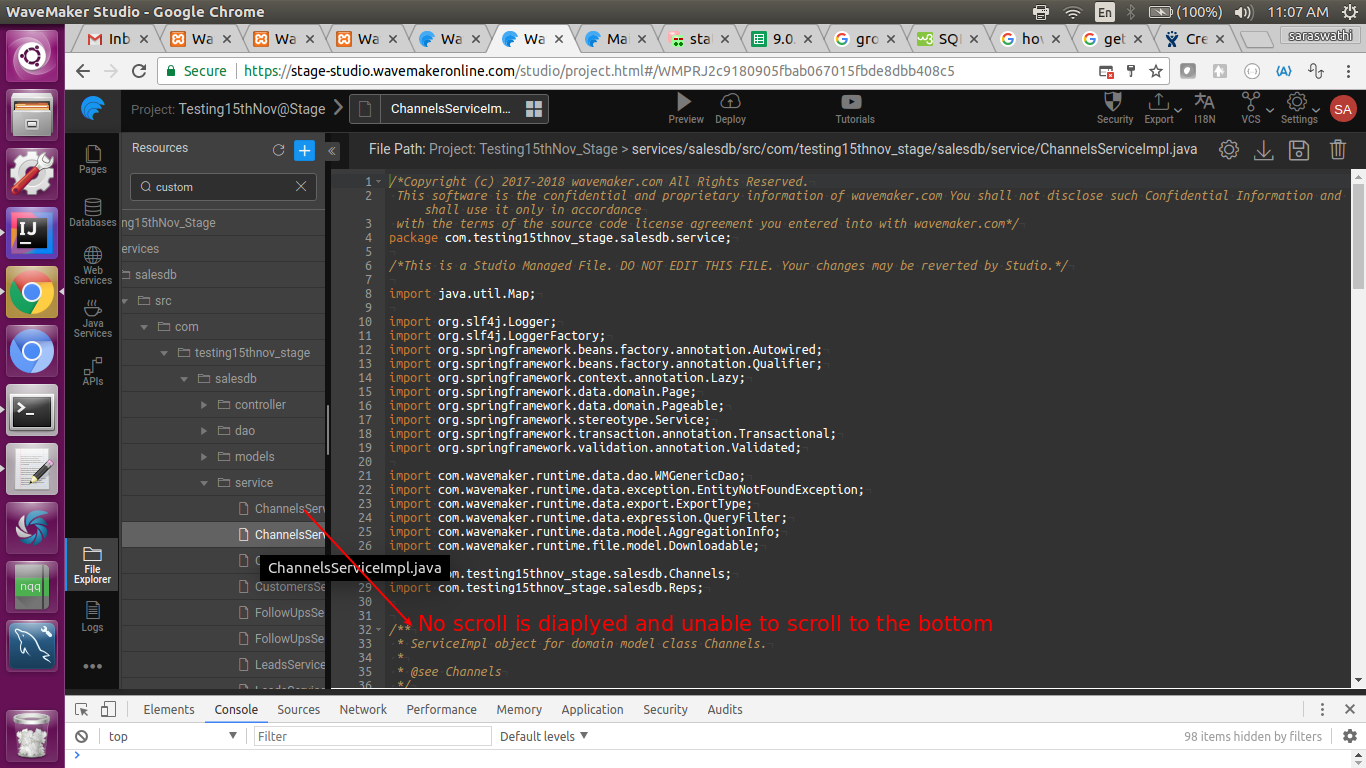 WaveMaker Studio - Google Chrome
En
(100%)
11:07 AM
Inb
Wa
Wa
Wa
Wa
Wa
Ma
sta
9.0
gro
SQ
hov
get
Cre
saraswathi
Secure
https://stage-studio.wavemakeronline.com/studio/project.html#/WMPRJ2c9180905fbab067015fbde8dbb408c5
Project: Testing15thNov@Stage
ChannelsServiceIm...
Preview
Deploy
Tutorials
Security
Export
I18N
VCS
Settings
SA
Pages
Databases
Web
Services
Java
Services
APIs
File
Explorer
Logs
Resources
custom
ng15thNov_Stage
ervices
salesdb
src
com
testing15thnov_stage
salesdb
controller
dao
models
service
ChannelsServ
ChannelsServ
C
ChannelsServiceImpl.java
CustomersSe
FollowUpsSe
FollowUpsSe
LeadsService
File Path: Project: Testing15thNov_Stage > services/salesdb/src/com/testing15thnov_stage/salesdb/service/ChannelsServiceImpl.java
1 /*Copyright (c) 2017-2018 wavemaker.com All Rights Reserved.
2 This software is the confidential and proprietary information of wavemaker.com You shall not disclose such Confidential Information and
shall use it only in accordance
3 with the terms of the source code license agreement you entered into with wavemaker.com*/
4 package com.testing15thnov_stage.salesdb.service;
5
6 /*This is a Studio Managed File. DO NOT EDIT THIS FILE. Your changes may be reverted by Studio.*/
7
8 import java.util.Map;
9
10 import org.slf4j.Logger;
11 import org.slf4j.LoggerFactory;
12 import org.springframework.beans.factory.annotation.Autowired;
13 import org.springframework.beans.factory.annotation.Qualifier;
14 import org.springframework.context.annotation.Lazy;
15 import org.springframework.data.domain.Page;
16 import org.springframework.data.domain.Pageable;
17 import org.springframework.stereotype.Service;
18 import org.springframework.transaction.annotation.Transactional;
19 import org.springframework.validation.annotation.Validated;
20
21 import com.wavemaker.runtime.data.dao.WMGenericDao;
22 import com.wavemaker.runtime.data.exception.EntityNotFoundException;
23 import com.wavemaker.runtime.data.export.ExportType;
24 import com.wavemaker.runtime.data.expression.QueryFilter;
25 import com.wavemaker.runtime.data.model.AggregationInfo;
26 import com.wavemaker.runtime.file.model.Downloadable;
com.testing15thnov_stage.salesdb.Channels;
29 import com.testing15thnov_stage.salesdb.Reps;
30
31
No scroll is diaplyed and unable to scroll to the bottom
32 /**
33 * ServiceImpl object for domain model class Channels.
34 *
35 * @see Channels
36 */
Elements
Console
Sources
Network
Performance
Memory
Application
Security
Audits
top
Filter
Default levels
98 items hidden by filters
nqq